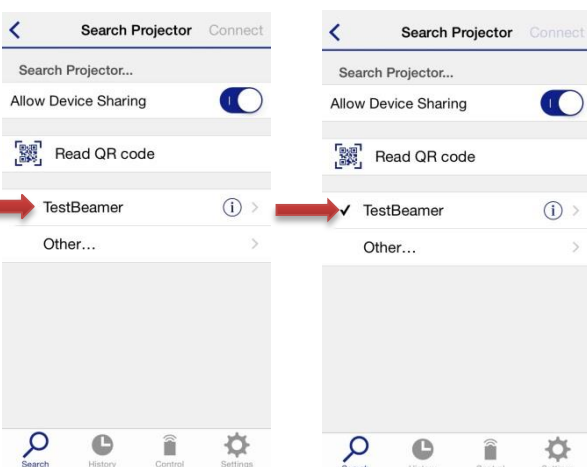 Search Projector Connect
Search Projector...
Allow Device Sharing
Read QR code
TestBeamer
Other...
Search History Control Settings
Search Projector Connect
Search Projector...
Allow Device Sharing
Read QR code
✓ TestBeamer
Other...